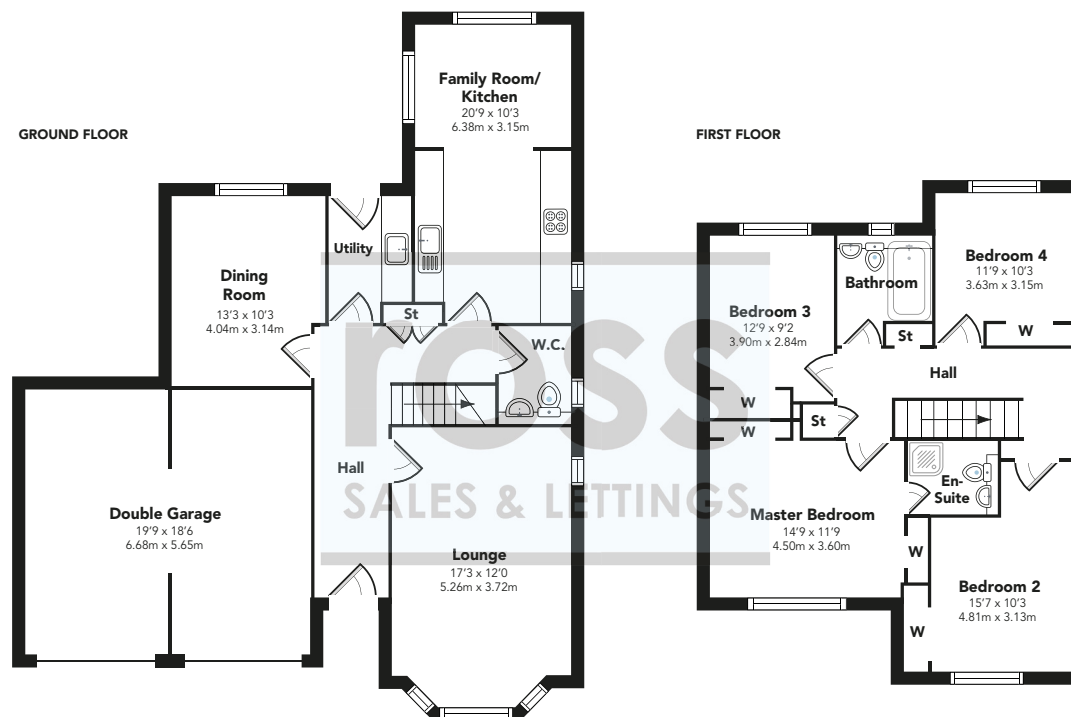 GROUND FLOOR
Family Room/
Kitchen
20'9 x 10'3
6.38m x 3.15m
Utility
Dining
Room
13'3 x 10'3
4.04m x 3.14m
St
W.C.
Hall
Double Garage
19'9 x 18'6
6.68m x 5.65m
Lounge
17'3 x 12'0
5.26m x 3.72m
ross
SALES & LETTINGS
FIRST FLOOR
Bedroom 4
11'9 x 10'3
3.63m x 3.15m
Bathroom
Bedroom 3
12'9 x 9'2
3.90m x 2.84m
St
W
Hall
W
St
W
En-
Suite
Master Bedroom
14'9 x 11'9
4.50m x 3.60m
W
Bedroom 2
15'7 x 10'3
4.81m x 3.13m
W